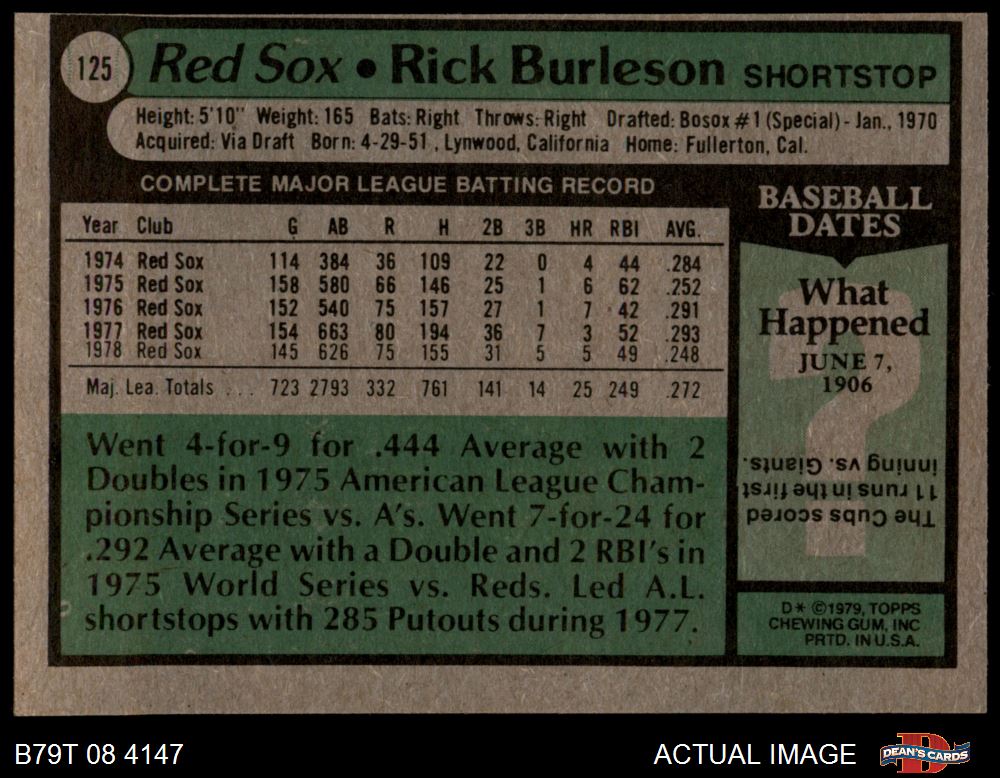 125 Red Sox • Rick Burleson SHORTSTOP
Height: 5'10" Weight: 165 Bats: Right Throws: Right Drafted: Bosox #1 (Special) - Jan., 1970
Acquired: Via Draft Born: 4-29-51 , Lynwood, California Home: Fullerton, Cal.
COMPLETE MAJOR LEAGUE BATTING RECORD
Year Club G AB R H 2B 3B HR RBI AVG.
1974 Red Sox 114 384 36 109 22 0 4 44 .284
1975 Red Sox 158 580 66 146 25 1 6 62 .252
1976 Red Sox 152 540 75 157 27 1 7 42 .291
1977 Red Sox 154 663 80 194 36 7 3 52 .293
1978 Red Sox 145 626 75 155 31 5 5 49 .248
Maj. Lea. Totals . . . 723 2793 332 761 141 14 25 249 .272
Went 4-for-9 for .444 Average with 2
Doubles in 1975 American League Cham-
pionship Series vs. A's. Went 7-for-24 for
.292 Average with a Double and 2 RBI's in
1975 World Series vs. Reds. Led A.L.
shortstops with 285 Putouts during 1977.
BASEBALL
DATES
What
Happened
JUNE 7,
1906
?
The Cubs scored
11 runs in the first
inning vs. Giants.
D* ©1979, TOPPS
CHEWING GUM, INC
PRTD. IN U.S.A.
B79T 08 4147
ACTUAL IMAGE
D
DEAN'S CARDS